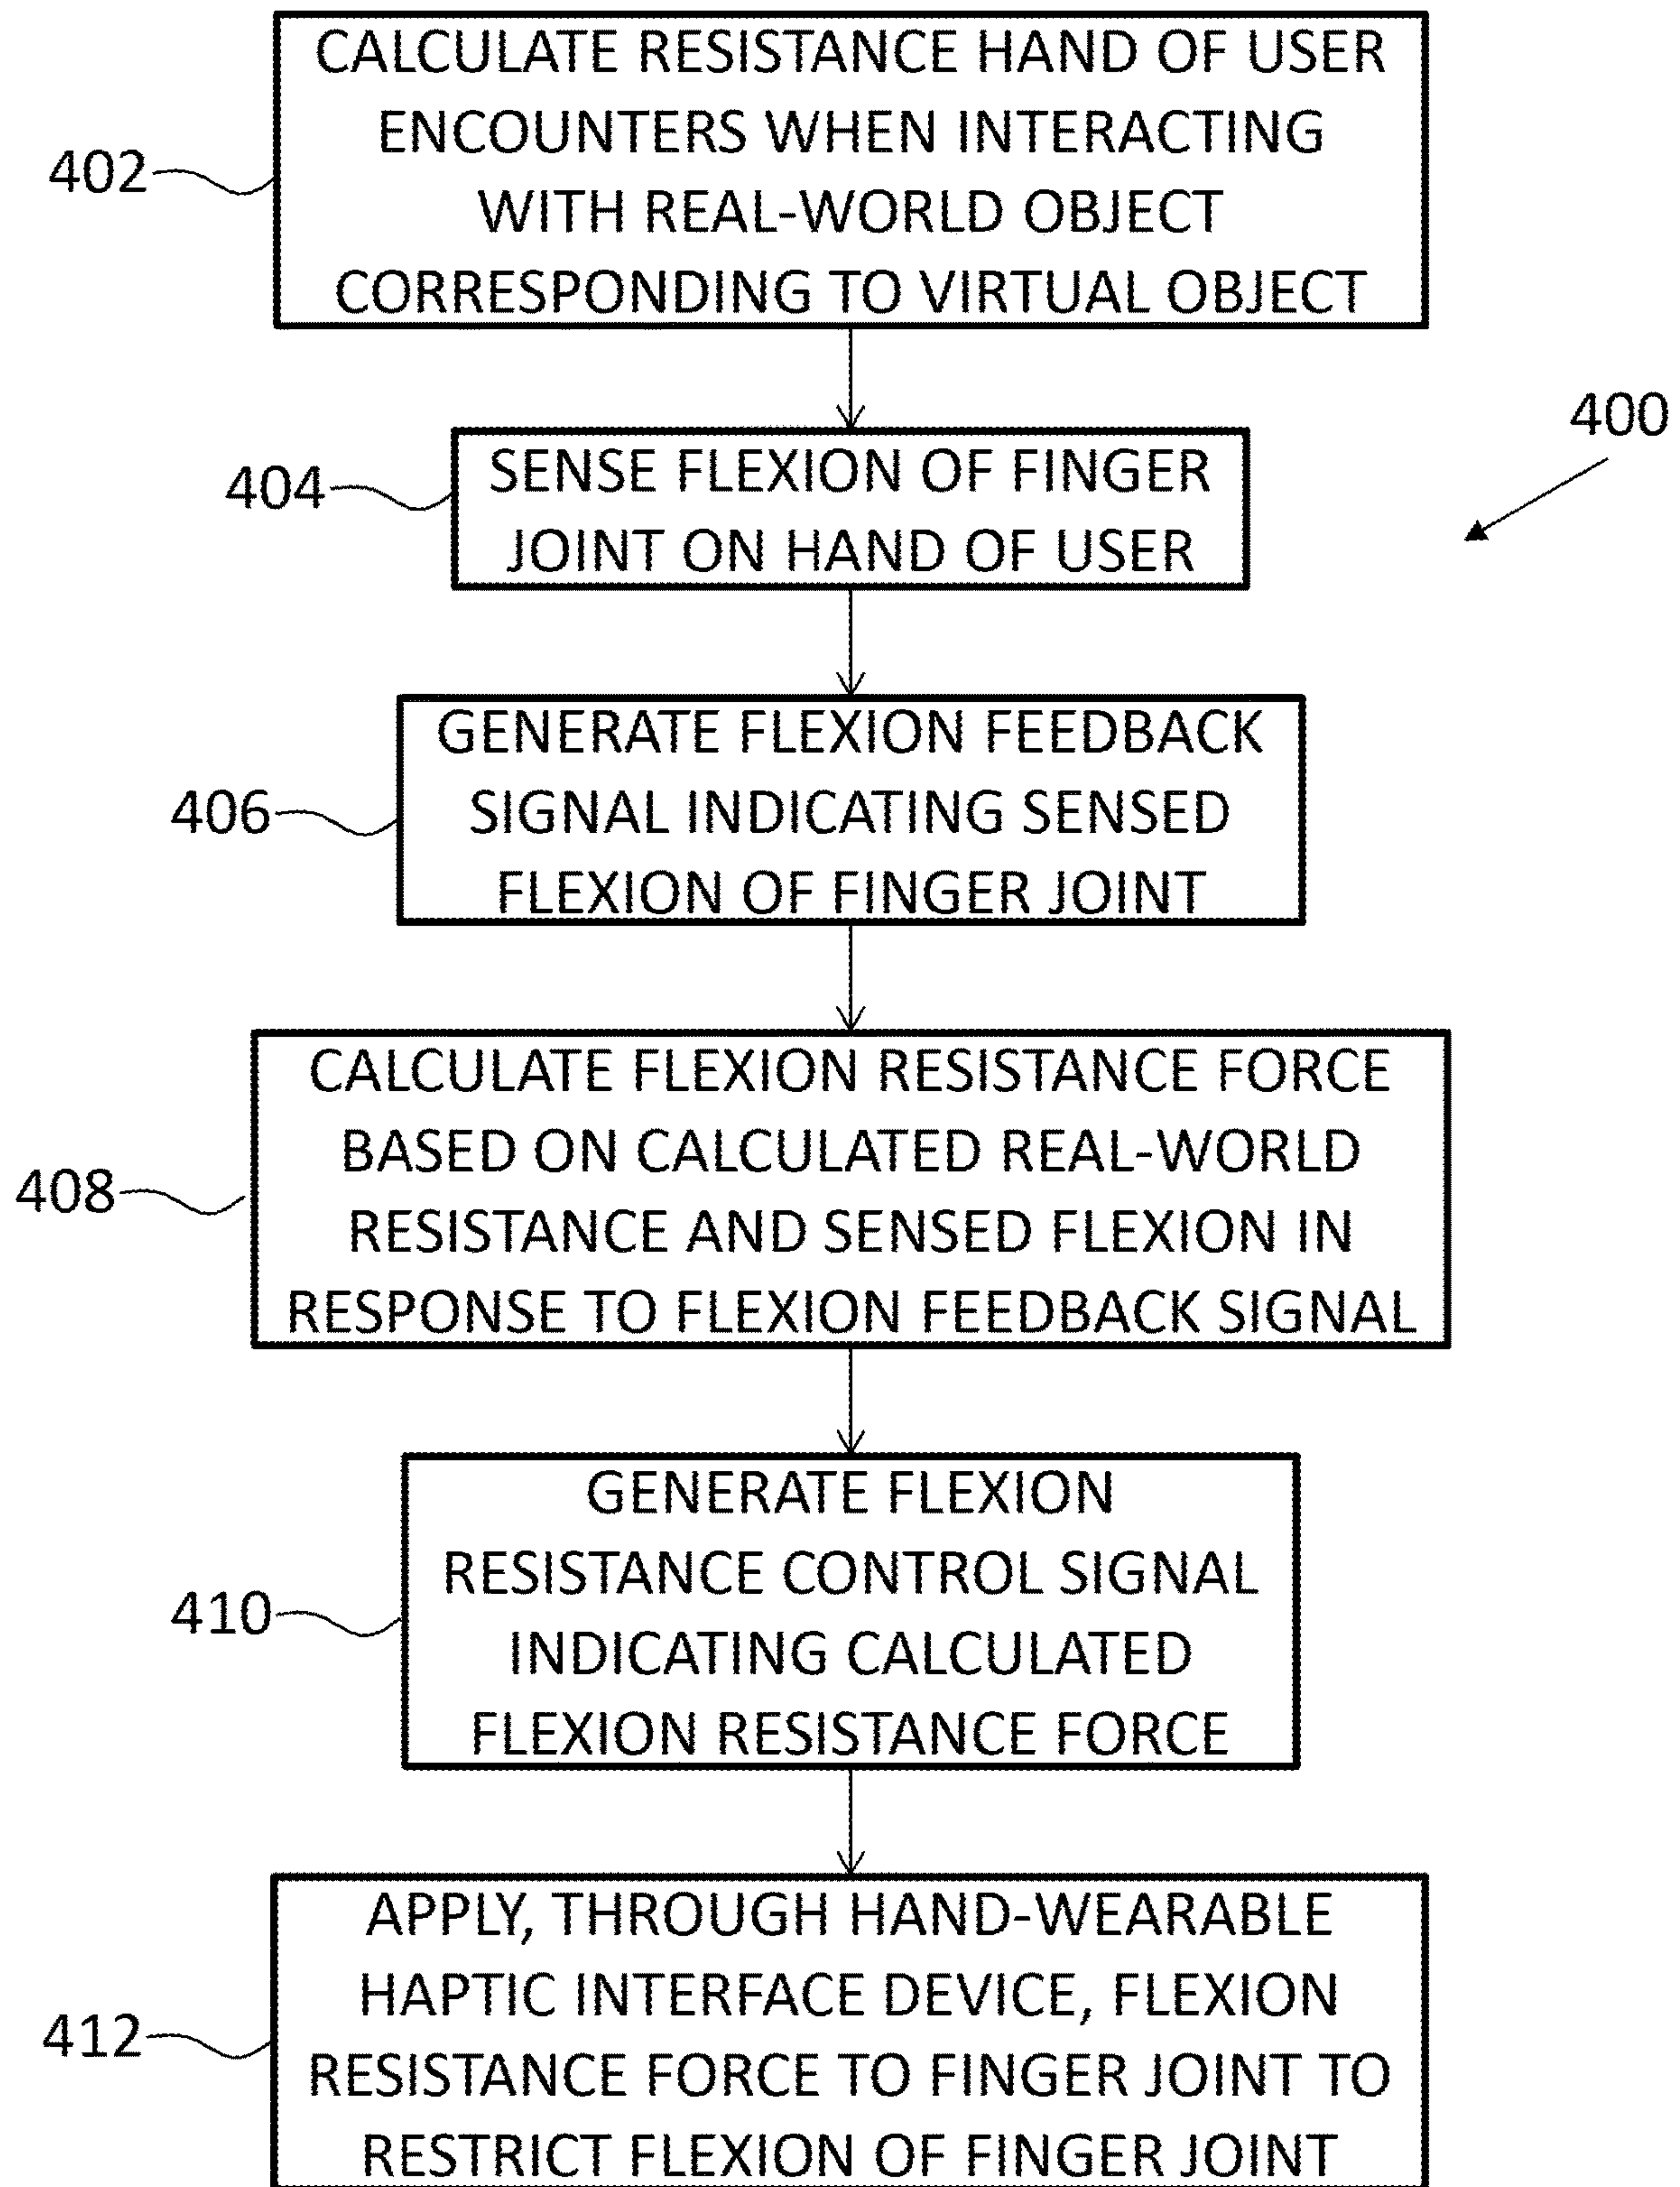 CALCULATE RESISTANCE HAND OF USER
ENCOUNTERS WHEN INTERACTING
WITH REAL-WORLD OBJECT
CORRESPONDING TO VIRTUAL OBJECT
402
400
SENSE FLEXION OF FINGER
JOINT ON HAND OF USER
404
GENERATE FLEXION FEEDBACK
SIGNAL INDICATING SENSED
FLEXION OF FINGER JOINT
406
CALCULATE FLEXION RESISTANCE FORCE
BASED ON CALCULATED REAL-WORLD
RESISTANCE AND SENSED FLEXION IN
RESPONSE TO FLEXION FEEDBACK SIGNAL
408
GENERATE FLEXION
RESISTANCE CONTROL SIGNAL
INDICATING CALCULATED
FLEXION RESISTANCE FORCE
410
APPLY, THROUGH HAND-WEARABLE
HAPTIC INTERFACE DEVICE, FLEXION
RESISTANCE FORCE TO FINGER JOINT TO
RESTRICT FLEXION OF FINGER JOINT
412